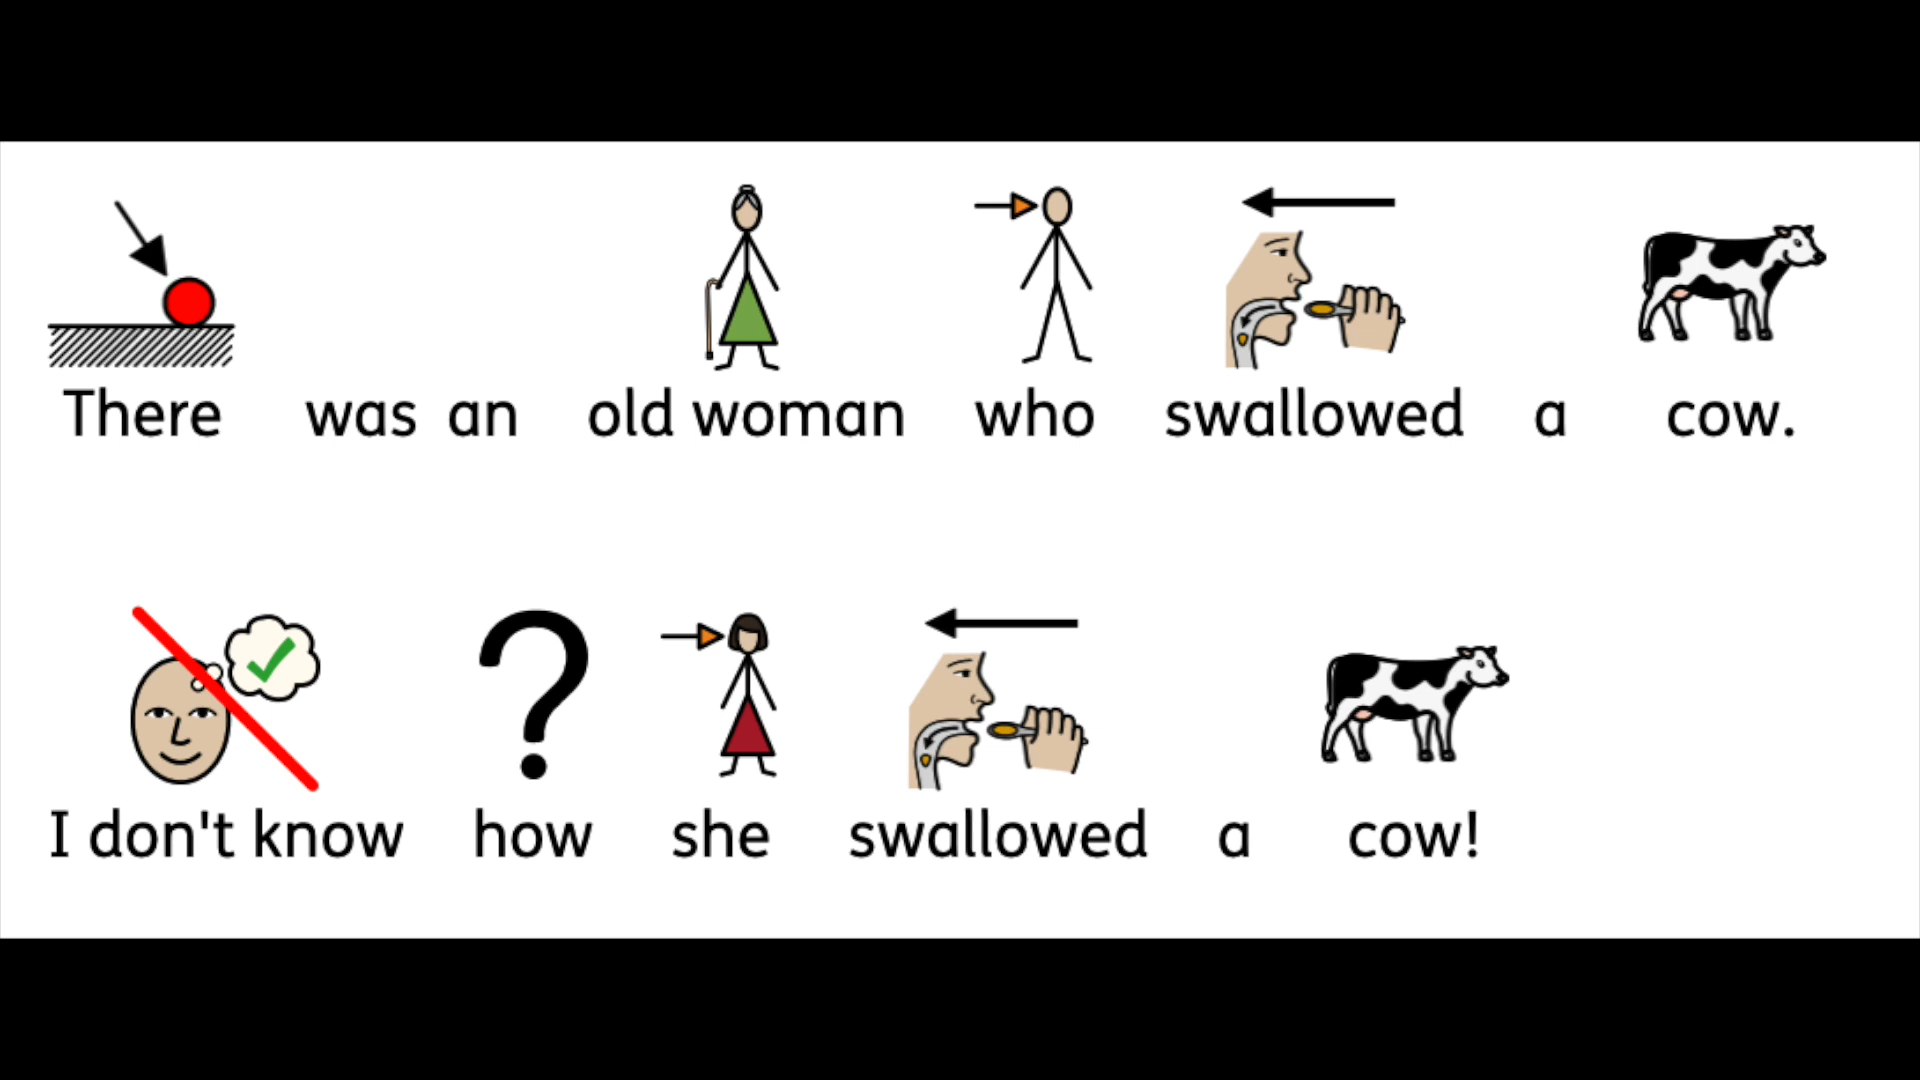 There was an old woman who swallowed a cow.
I don't know how she swallowed a cow!